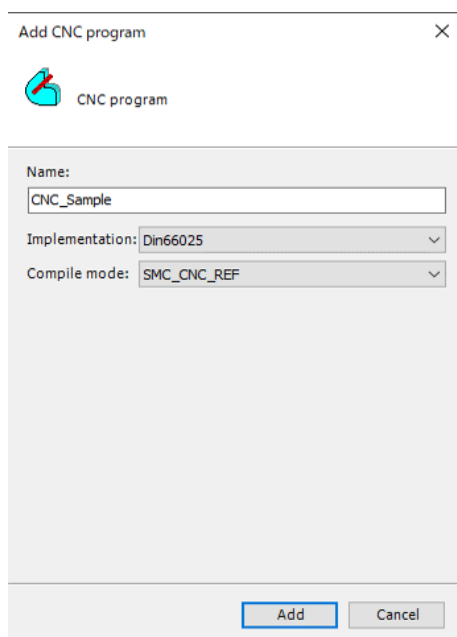 Add CNC program
CNC program
Name:
CNC_Sample
Implementation: Din66025
Compile mode: SMC_CNC_REF
Add Cancel